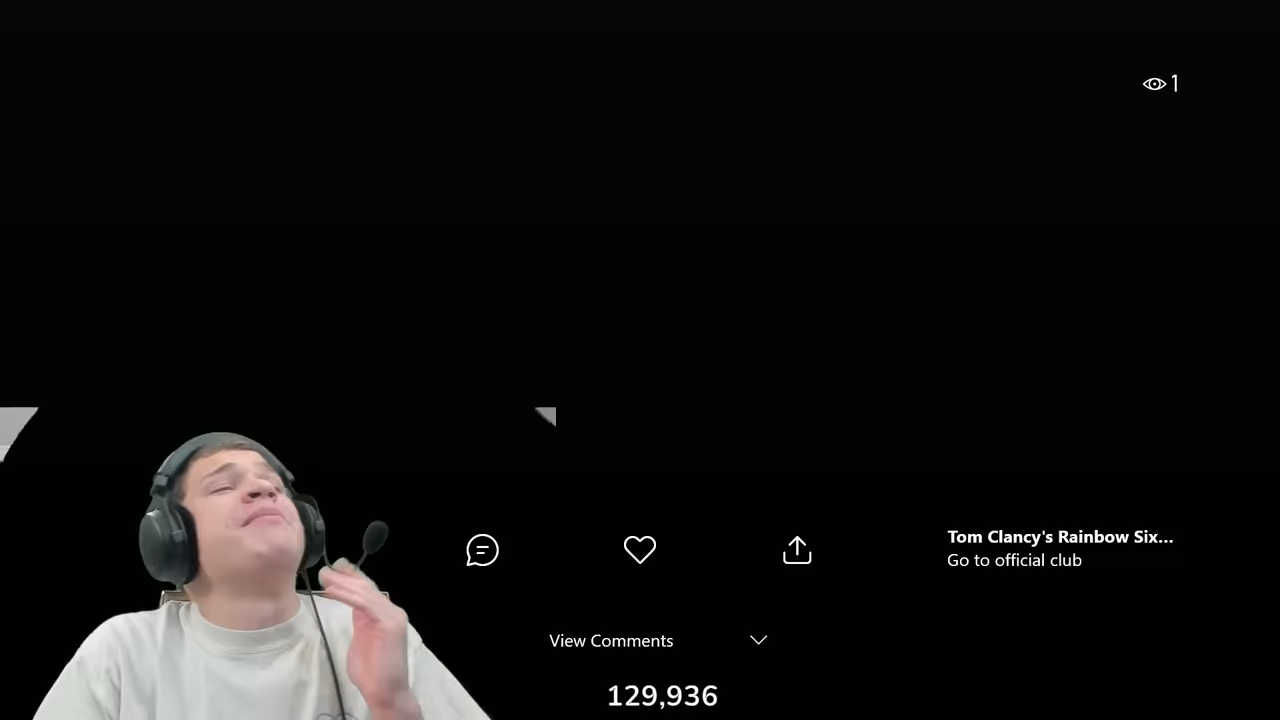 1
Tom Clancy's Rainbow Six...
Go to official club
View Comments
129,936